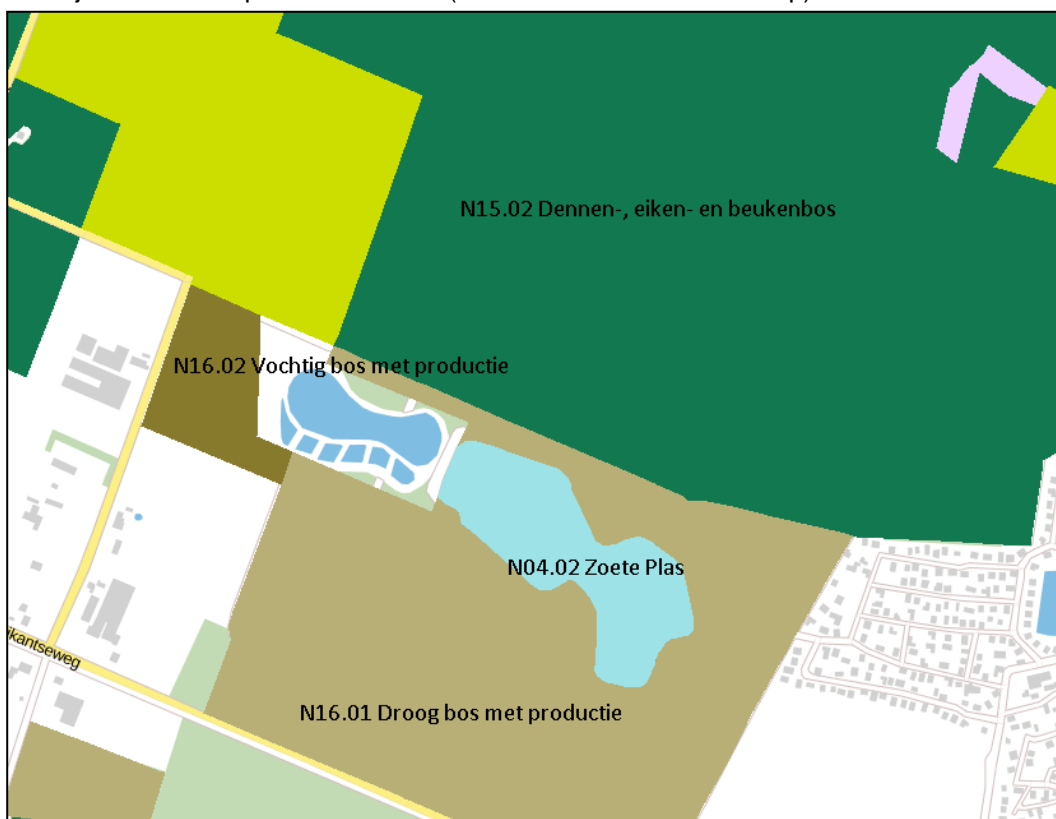 N15.02 Dennen-, eiken- en beukenbos
N16.02 Vochtig bos met productie
N04.02 Zoete Plas
N16.01 Droog bos met productie